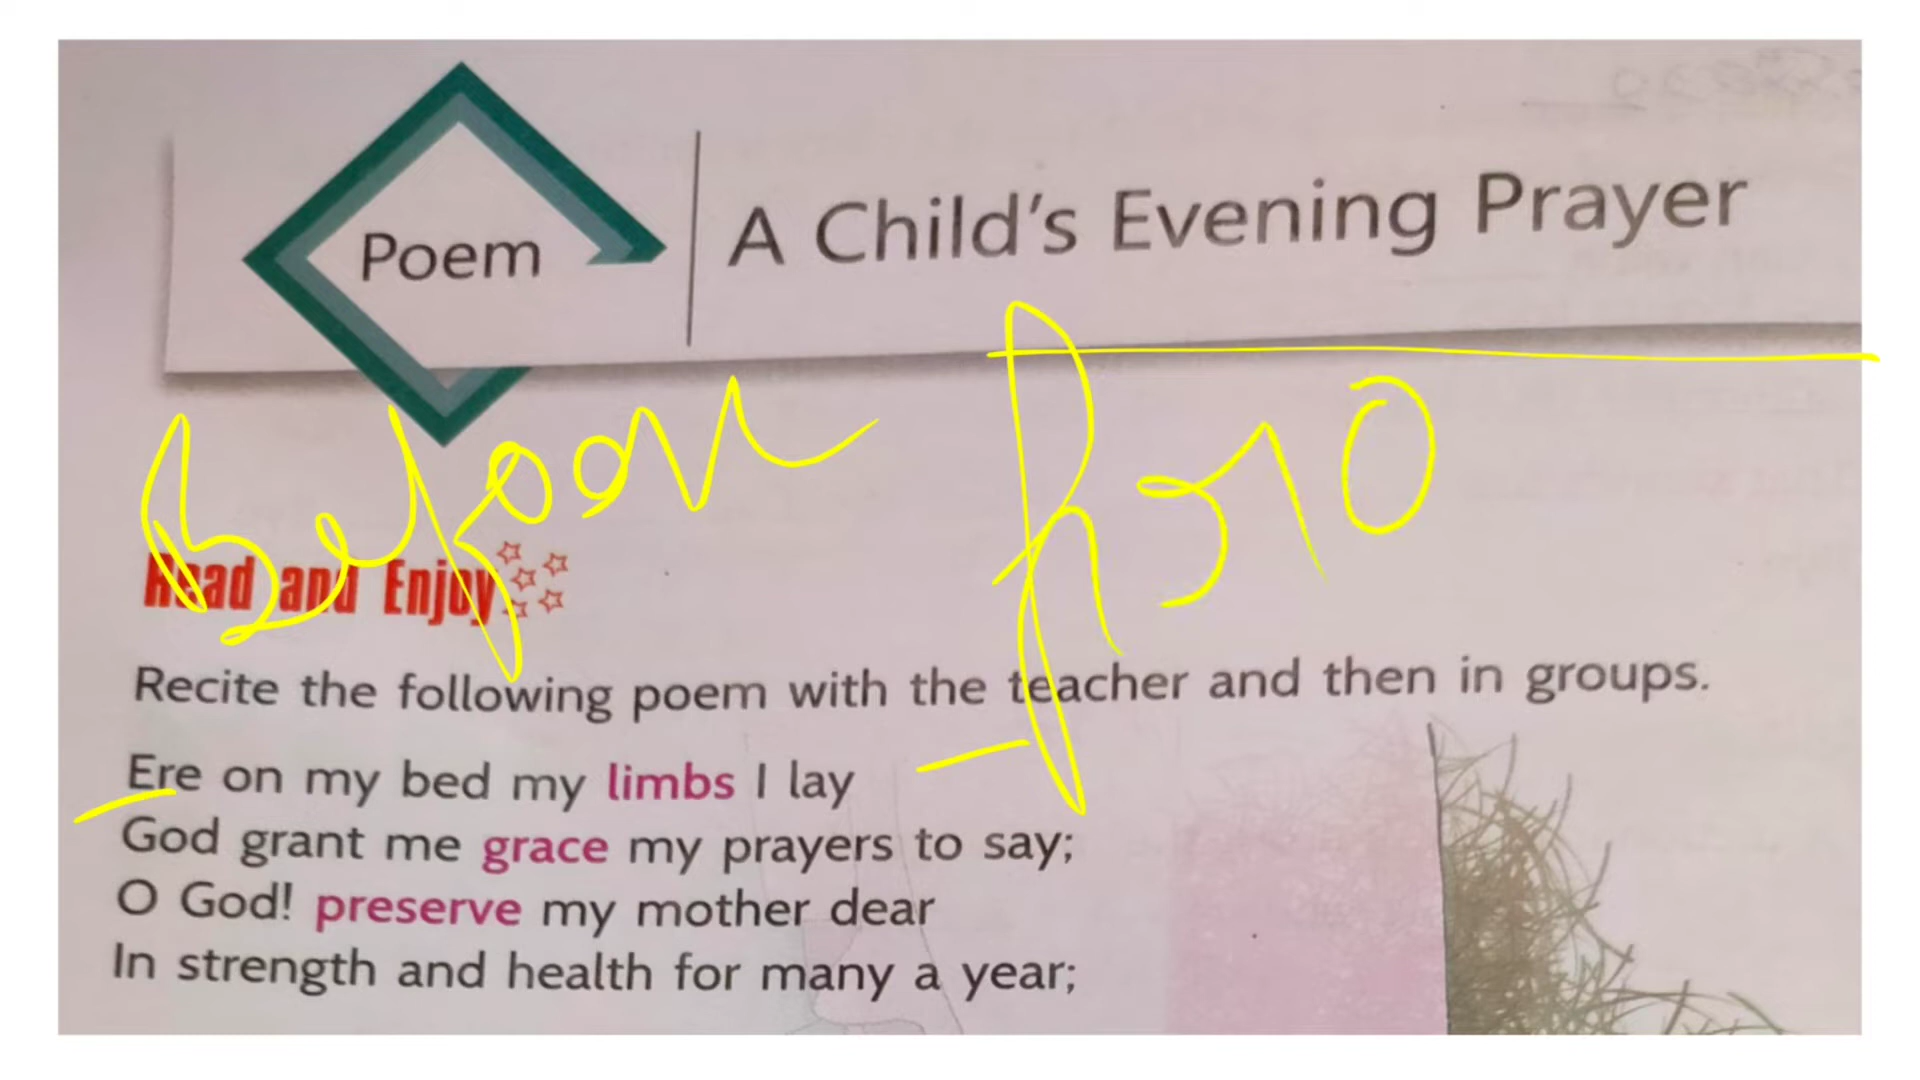 Poem
A Child's Evening Prayer
Read and Enjoy
Recite the following poem with the teacher and then in groups.
Ere on my bed my limbs I lay
God grant me grace my prayers to say;
O God! preserve my mother dear
In strength and health for many a year;